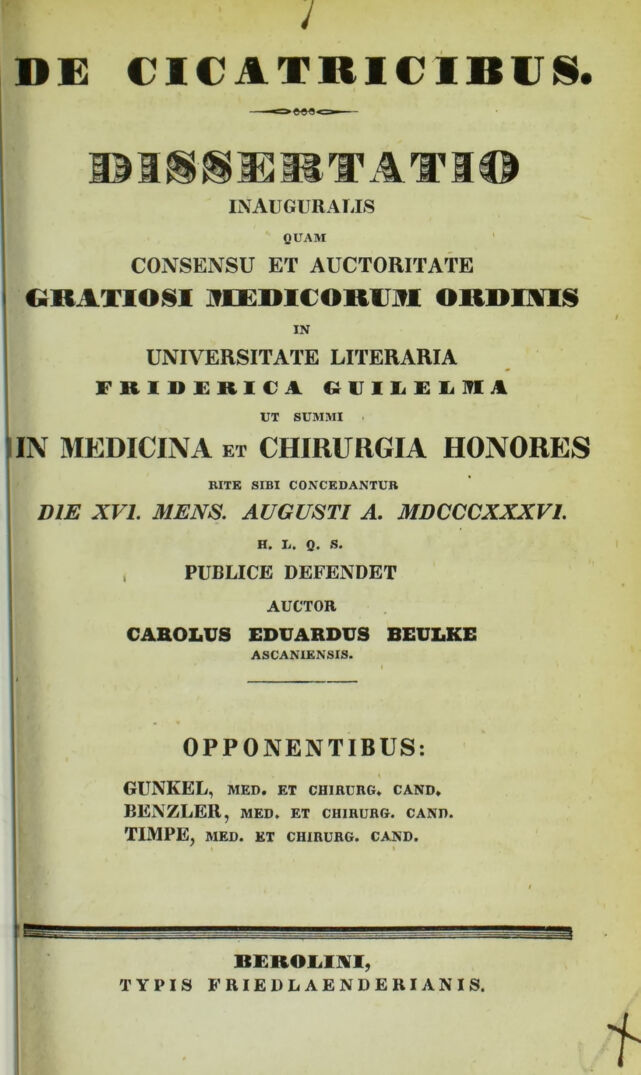 1
DE CICATRICIBUS.
DISSERTATIO
INAUGURALIS
QUAM
CONSENSU ET AUCTORITATE
GRATIOSI MEDICORUM ORDINIS
IN
UNIVERSITATE LITERARIA
FRIDERICA GUILELMA
UT SUMMI
IN MEDICINA ET CHIRURGIA HONORES
RITE SIBI CONCEDANTUR
DIE XVI. MENS. AUGUSTI A. MDCCCXXXVI.
H. L. Q. S.
PUBLICE DEFENDET
AUCTOR
CAROLUS EDUARDUS BEULKE
ASCANIENSIS.
OPPONENTIBUS:
GUNKEL, MED. ET CHIRURG. CAND.
BENZLER, MED. ET CHIRURG. CAND.
TIMPE, MED. ET CHIRURG. CAND.
BEROLINI,
TYPIS FRIEDLAENDERIANIS.